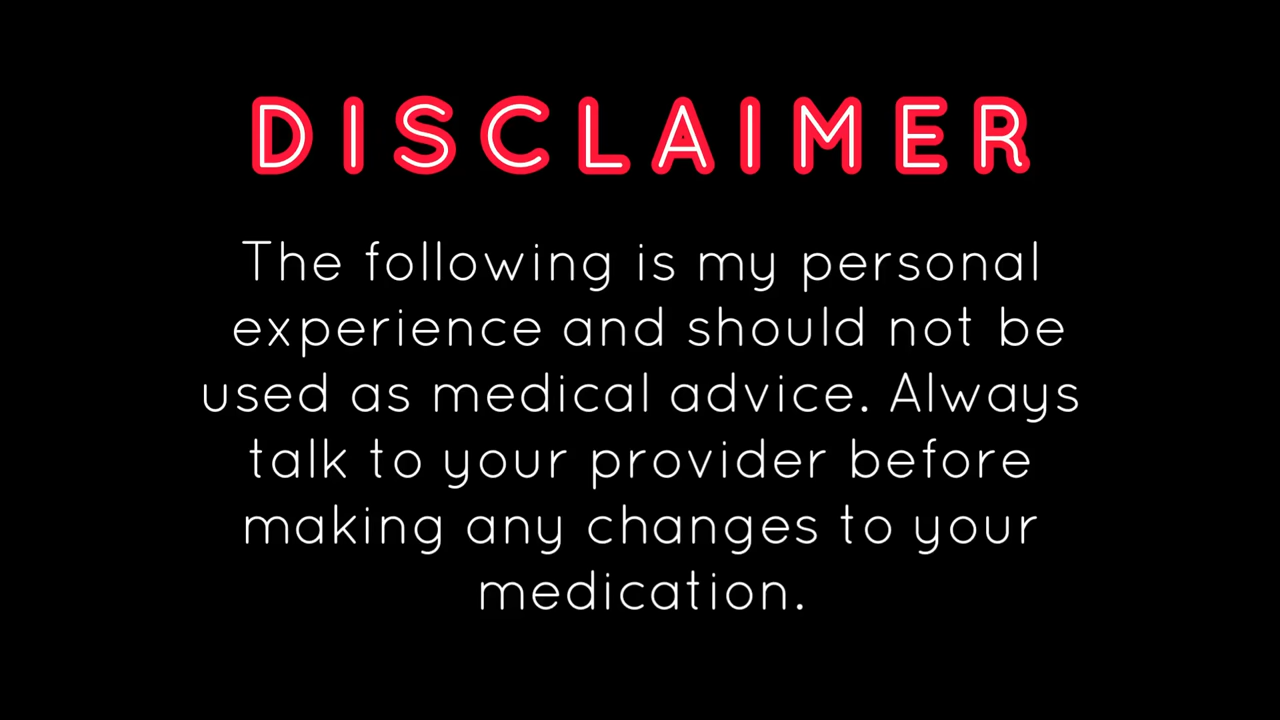 DISCLAIMER
The following is my personal
experience and should not be
used as medical advice. Always
talk to your provider before
making any changes to your
medication.